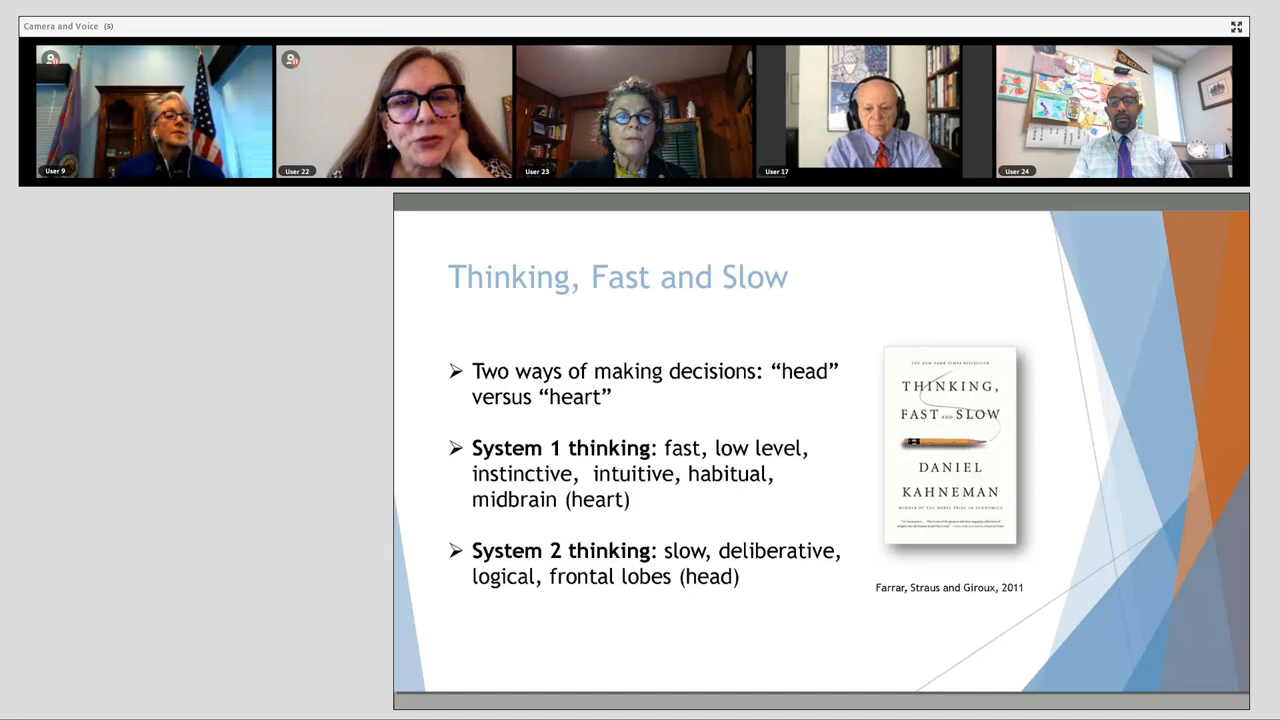 Camera and Voice (5)
User 9
User 22
User 23
User 17
User 24
Thinking, Fast and Slow
➢ Two ways of making decisions: “head”
versus “heart”
➢ System 1 thinking: fast, low level,
instinctive, intuitive, habitual,
midbrain (heart)
➢ System 2 thinking: slow, deliberative,
logical, frontal lobes (head)
THE NEW YORK TIMES BESTSELLER
THINKING,
FAST AND SLOW
DANIEL
KAHNEMAN
WINNER OF THE NOBEL PRIZE IN ECONOMICS
Farrar, Straus and Giroux, 2011